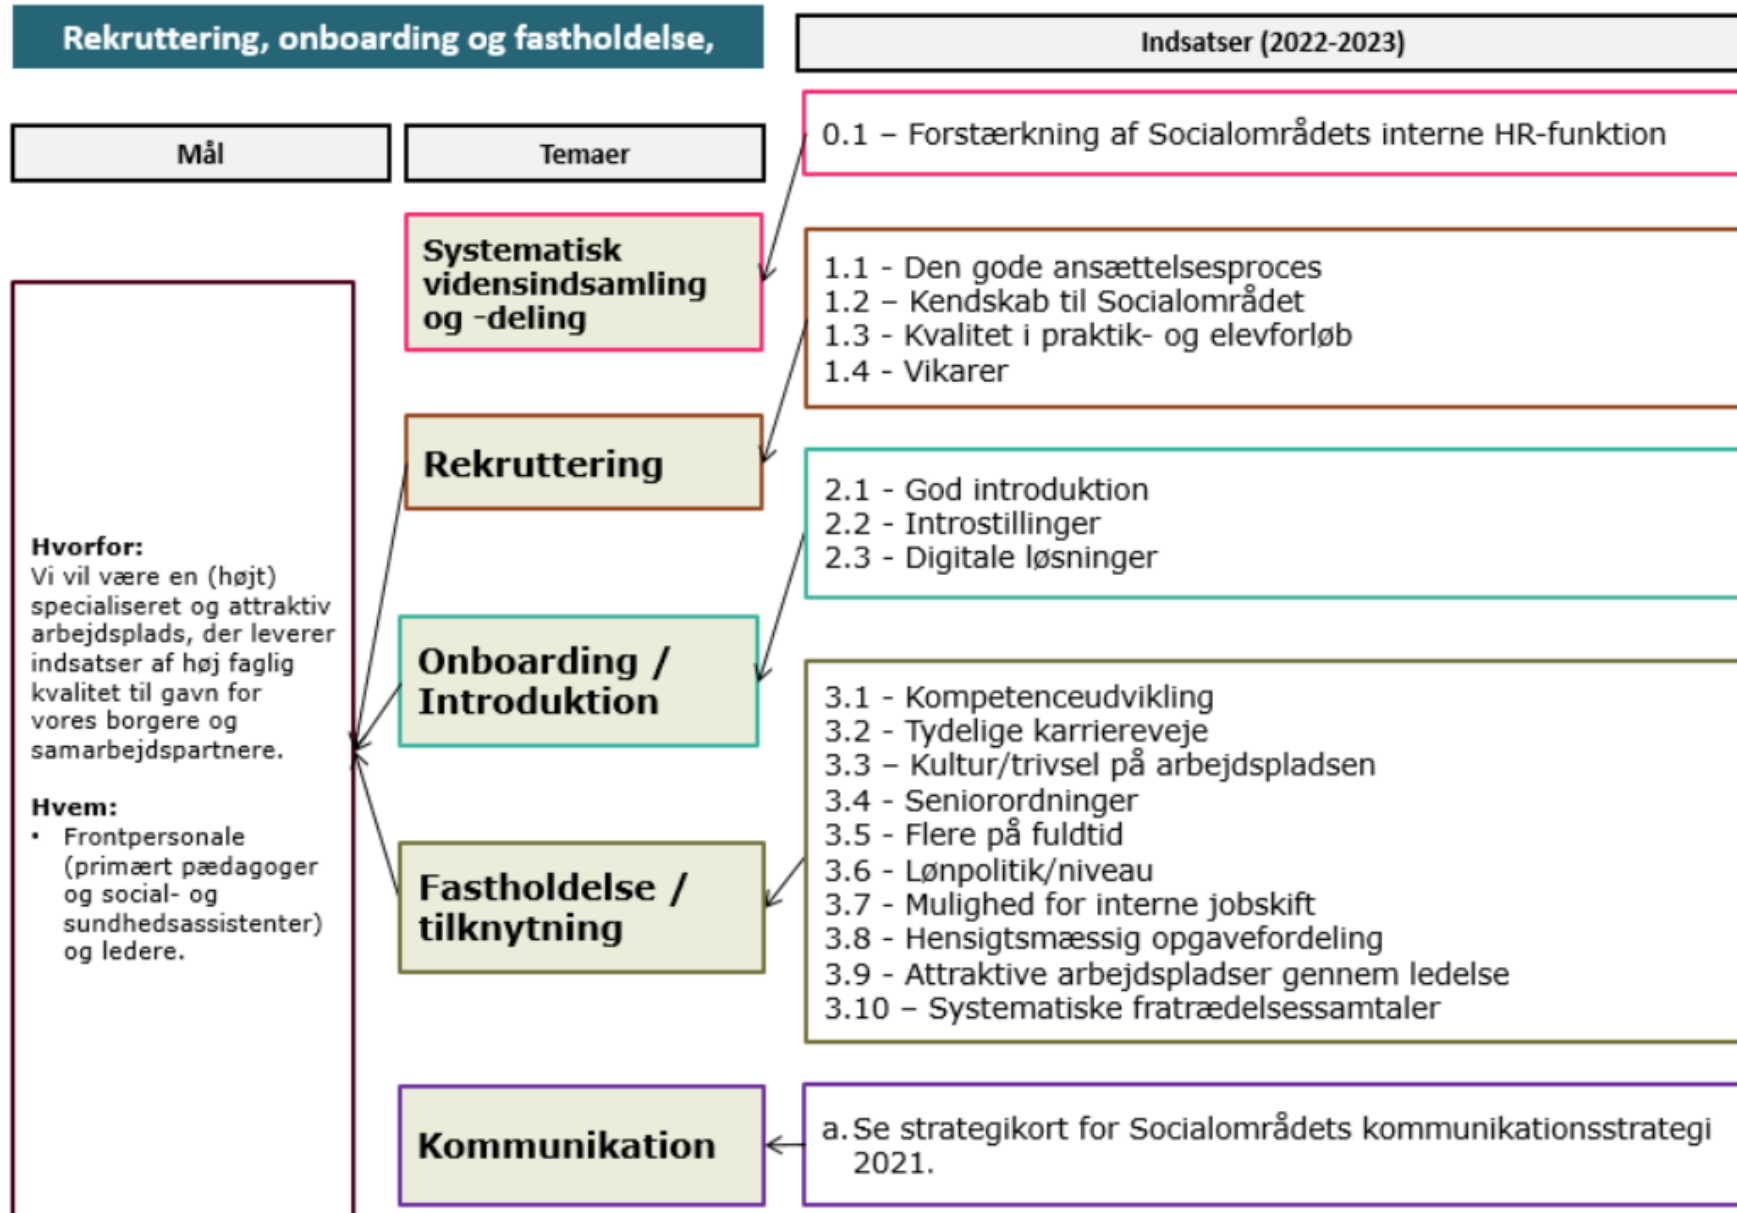 Rekruttering, onboarding og fastholdelse,
Indsatser (2022-2023)
Mål
Temaer
0.1 – Forstærkning af Socialområdets interne HR-funktion
Systematisk
vidensindsamling
og -deling
1.1 - Den gode ansættelsesproces
1.2 – Kendskab til Socialområdet
1.3 - Kvalitet i praktik- og elevforløb
1.4 - Vikarer
Rekruttering
2.1 - God introduktion
2.2 - Introstillinger
2.3 - Digitale løsninger
Onboarding /
Introduktion
Hvorfor:
Vi vil være en (højt)
specialiseret og attraktiv
arbejdsplads, der leverer
indsatser af høj faglig
kvalitet til gavn for
vores borgere og
samarbejdspartnere.
Hvem:
• Frontpersonale
(primært pædagoger
og social- og
sundhedsassistenter)
og ledere.
3.1 - Kompetenceudvikling
3.2 - Tydelige karriereveje
3.3 – Kultur/trivsel på arbejdspladsen
3.4 - Seniorordninger
3.5 - Flere på fuldtid
3.6 - Lønpolitik/niveau
3.7 - Mulighed for interne jobskift
3.8 - Hensigtsmæssig opgavefordeling
3.9 - Attraktive arbejdspladser gennem ledelse
3.10 – Systematiske fratrædelsessamtaler
Fastholdelse /
tilknytning
Kommunikation
a. Se strategikort for Socialområdets kommunikationsstrategi
2021.